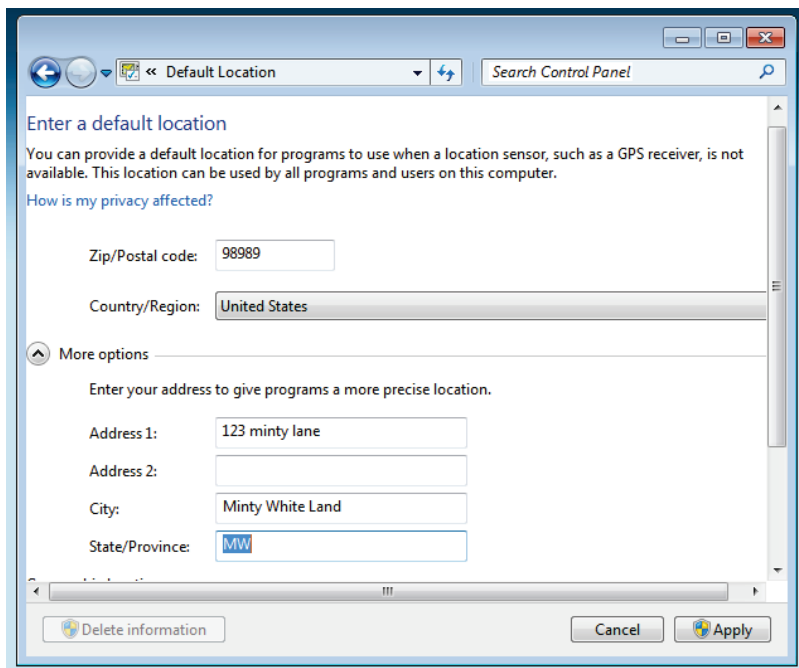 « Default Location
Search Control Panel
Enter a default location
You can provide a default location for programs to use when a location sensor, such as a GPS receiver, is not
available. This location can be used by all programs and users on this computer.
How is my privacy affected?
Zip/Postal code: 98989
Country/Region: United States
More options
Enter your address to give programs a more precise location.
Address 1: 123 minty lane
Address 2:
City: Minty White Land
State/Province: MW
Delete information Cancel Apply